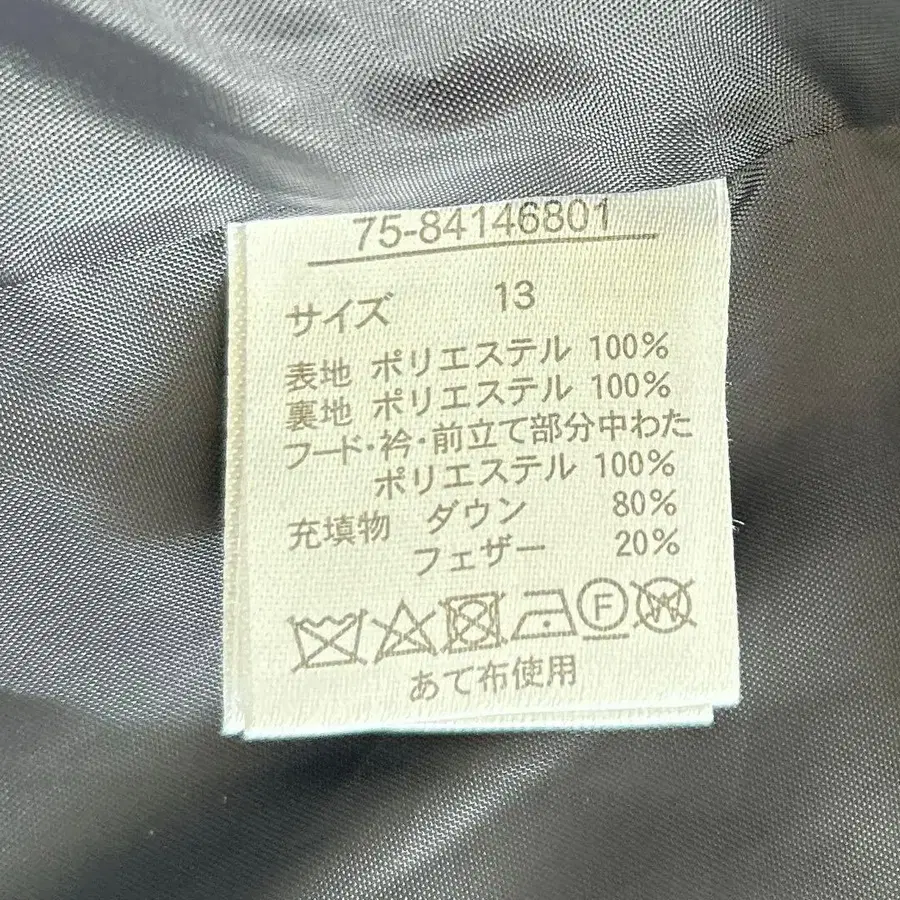 75-84146801
サイズ 13
表地 ポリエステル 100%
裏地 ポリエステル 100%
フード・衿・前立て部分中わた
ポリエステル 100%
充填物 ダウン 80%
フェザー 20%
F W
あて布使用